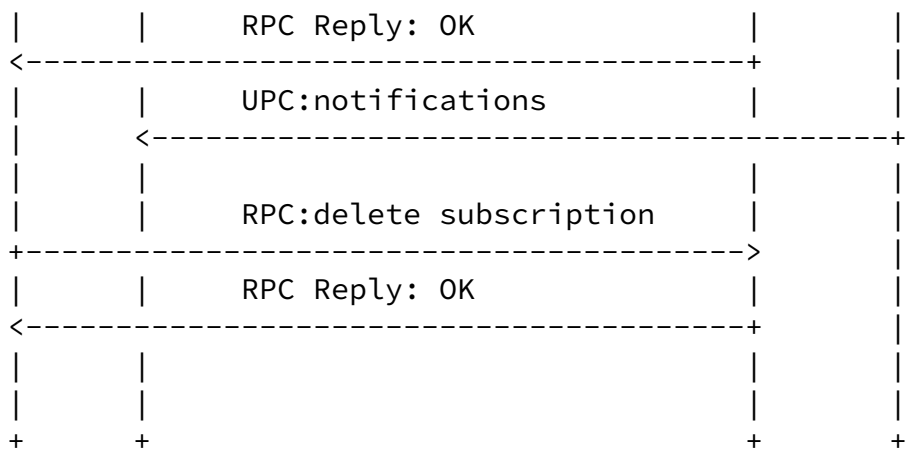 RPC Reply: OK
UPC:notifications
RPC:delete subscription
RPC Reply: OK